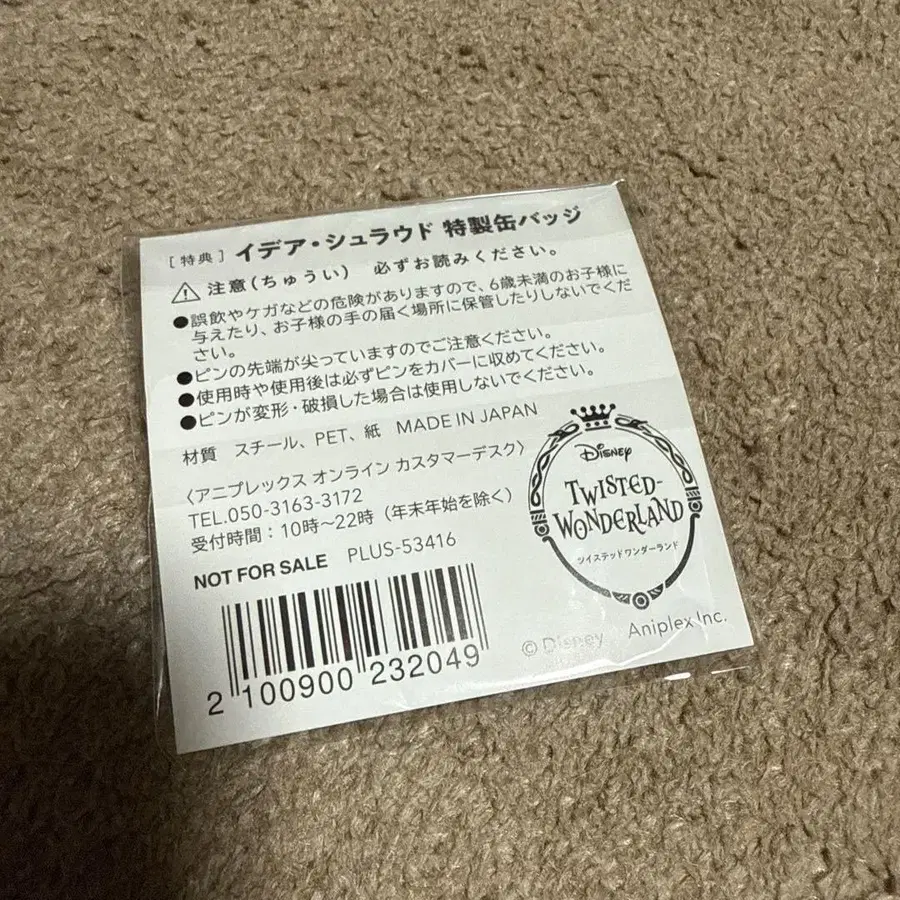 [特典] イデア・シュラウド 特製缶バッジ
⚠ 注意(ちゅうい) 必ずお読みください。
●誤飲やケガなどの危険がありますので、6歳未満のお子様に
与えたり、お子様の手の届く場所に保管したりしないでくだ
さい。
●ピンの先端が尖っていますのでご注意ください。
●使用時や使用後は必ずピンをカバーに収めてください。
●ピンが変形・破損した場合は使用しないでください。
材質 スチール、PET、紙 MADE IN JAPAN
〈アニプレックス オンライン カスタマーデスク〉
TEL.050-3163-3172
受付時間：10時～22時（年末年始を除く）
NOT FOR SALE PLUS-53416
2 100900 232049
Disney
TWISTED-
WONDERLAND
ツイステッドワンダーランド
© Disney Aniplex Inc.